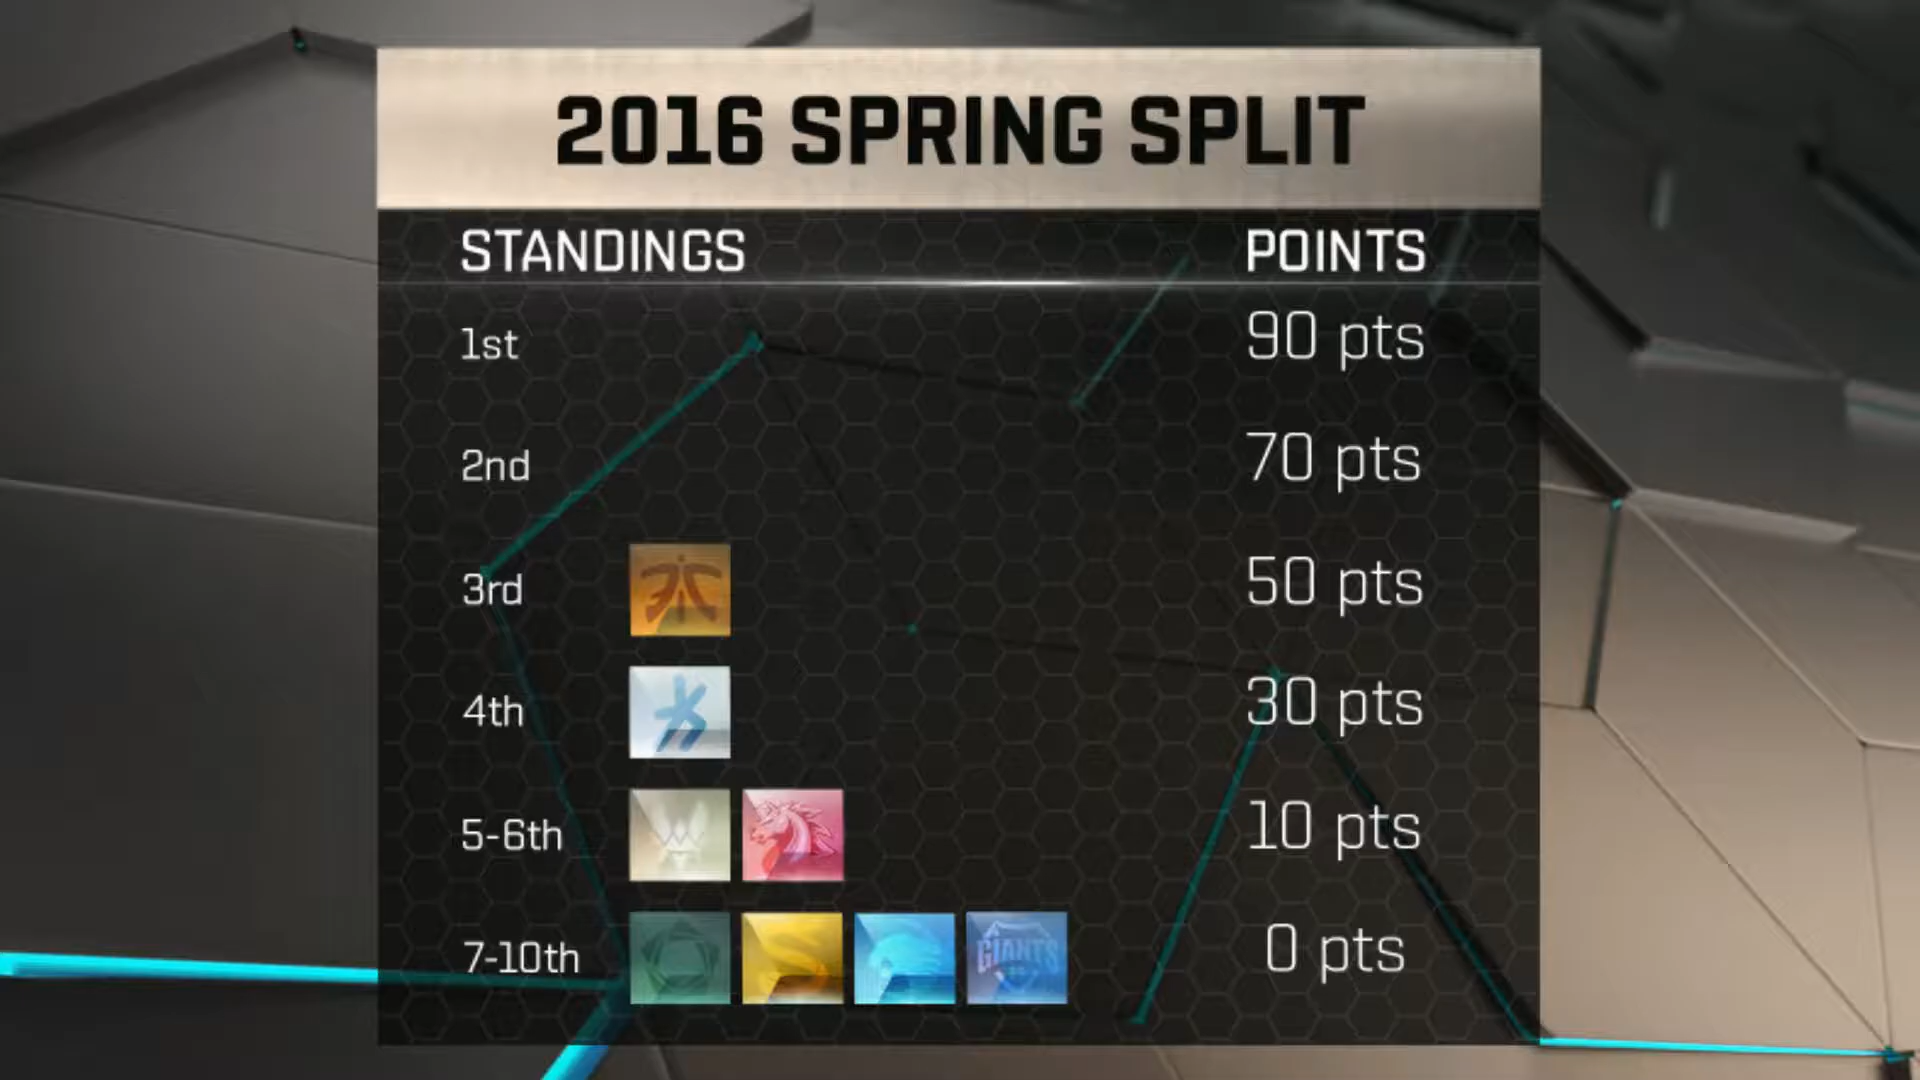 2016 SPRING SPLIT
STANDINGS POINTS
1st 90 pts
2nd 70 pts
3rd 50 pts
4th 30 pts
5-6th 10 pts
7-10th GIANTS 0 pts